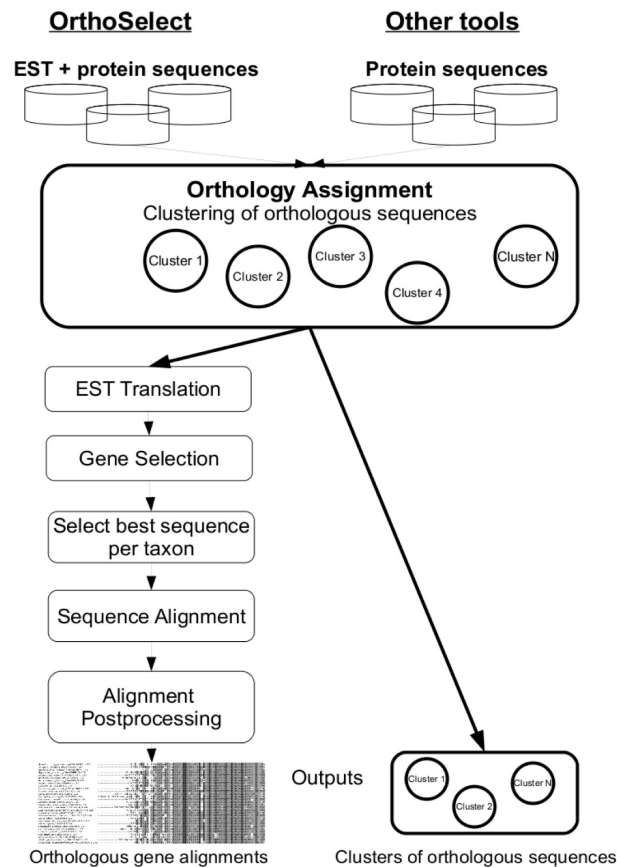 OrthoSelect
Other tools
EST + protein sequences
Protein sequences
Orthology Assignment
Clustering of orthologous sequences
Cluster 1
Cluster 2
Cluster 3
Cluster 4
Cluster N
EST Translation
Gene Selection
Select best sequence
per taxon
Sequence Alignment
Alignment
Postprocessing
Outputs
Cluster 1
Cluster 2
Cluster N
Orthologous gene alignments
Clusters of orthologous sequences